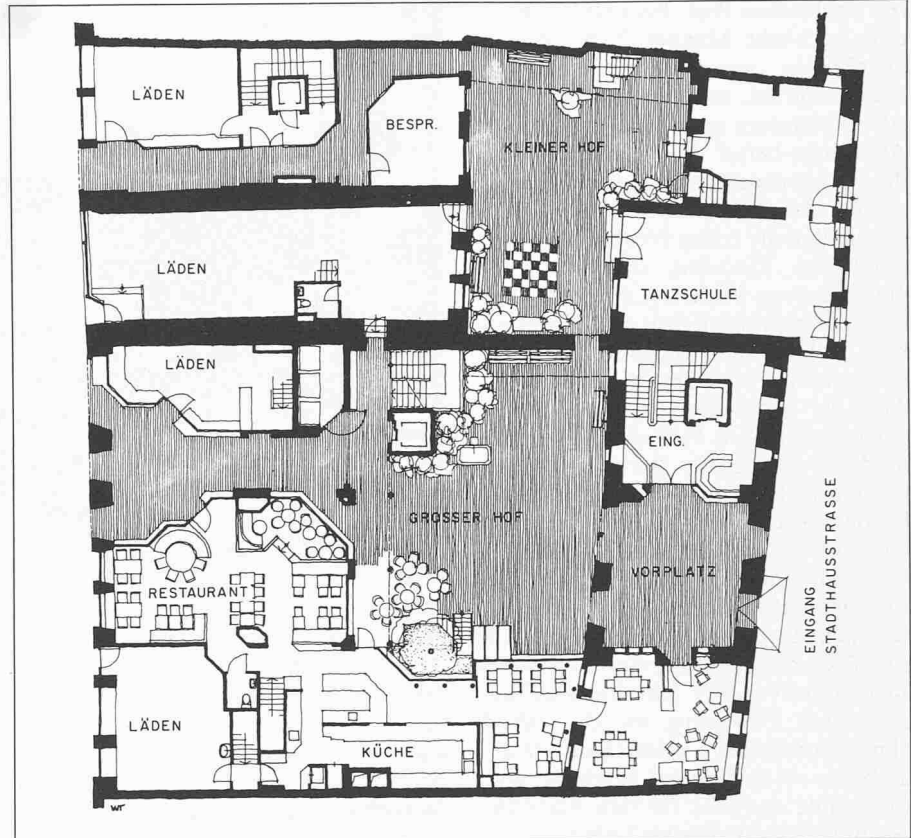 LÄDEN
BESPR.
KLEINER HOF
LÄDEN
TANZSCHULE
LÄDEN
EING.
GROSSER HOF
VORPLATZ
EINGANG
STADTHAUSSTRASSE
RESTAURANT
LÄDEN
KÜCHE
WT